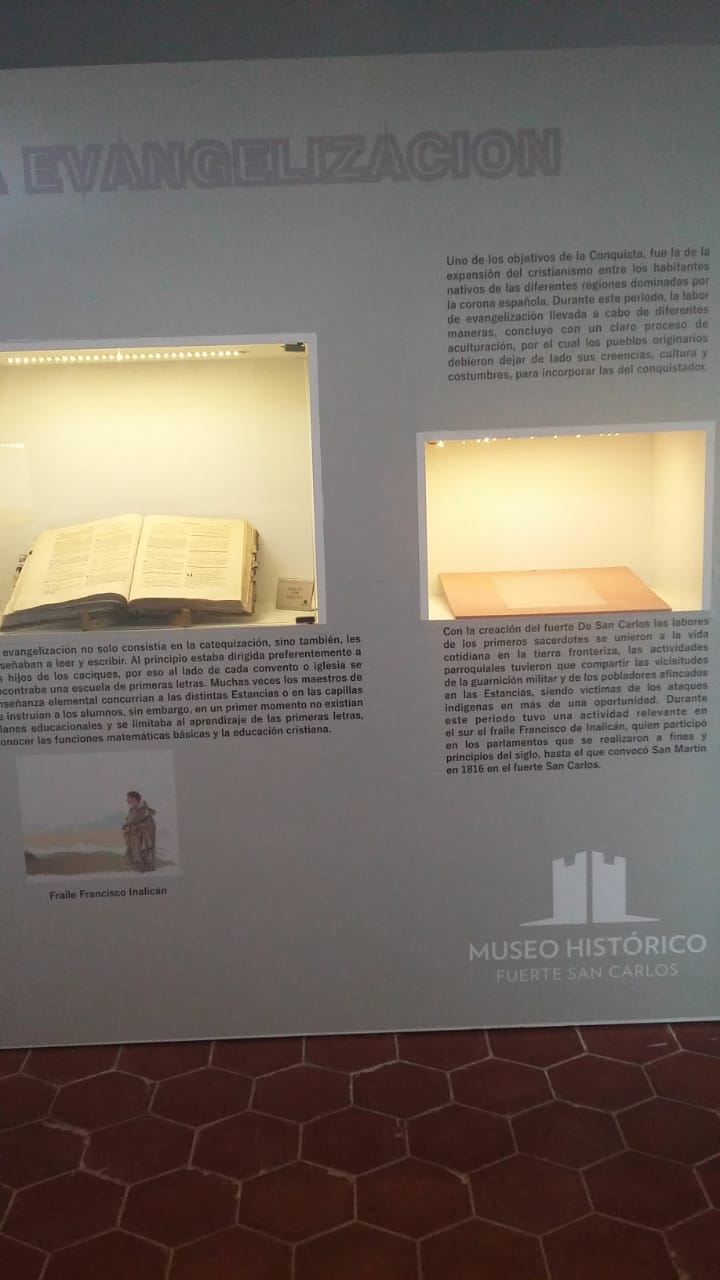 A EVANGELIZACION
Uno de los objetivos de la Conquista, fue la de la
expansión del cristianismo entre los habitantes
nativos de las diferentes regiones dominadas por
la corona española. Durante este periodo, la labor
de evangelización llevada a cabo de diferentes
maneras, concluyo con un claro proceso de
aculturación, por el cual los pueblos originarios
debieron dejar de lado sus creencias, cultura y
costumbres, para incorporar las del conquistador.
evangelización no solo consistía en la catequización, sino también, les
señaban a leer y escribir. Al principio estaba dirigida preferentemente a
s hijos de los caciques, por eso al lado de cada convento o iglesia se
ncontraba una escuela de primeras letras. Muchas veces los maestros de
nseñanza elemental concurrían a las distintas Estancias o en las capillas
e instruían a los alumnos, sin embargo, en un primer momento no existían
lanes educacionales y se limitaba al aprendizaje de las primeras letras,
onocer las funciones matemáticas básicas y la educación cristiana.
Fraile Francisco Inalicán
Con la creación del fuerte De San Carlos las labores
de los primeros sacerdotes se unieron a la vida
cotidiana en la tierra fronteriza, las actividades
parroquiales tuvieron que compartir las vicisitudes
de la guarnición militar y de los pobladores afincados
en las Estancias, siendo víctimas de los ataques
indígenas en más de una oportunidad. Durante
este periodo tuvo una actividad relevante en
el sur el fraile Francisco de Inalicán, quien participó
en los parlamentos que se realizaron a fines y
principios del siglo, hasta el que convocó San Martín
en 1816 en el fuerte San Carlos.
MUSEO HISTÓRICO
FUERTE SAN CARLOS